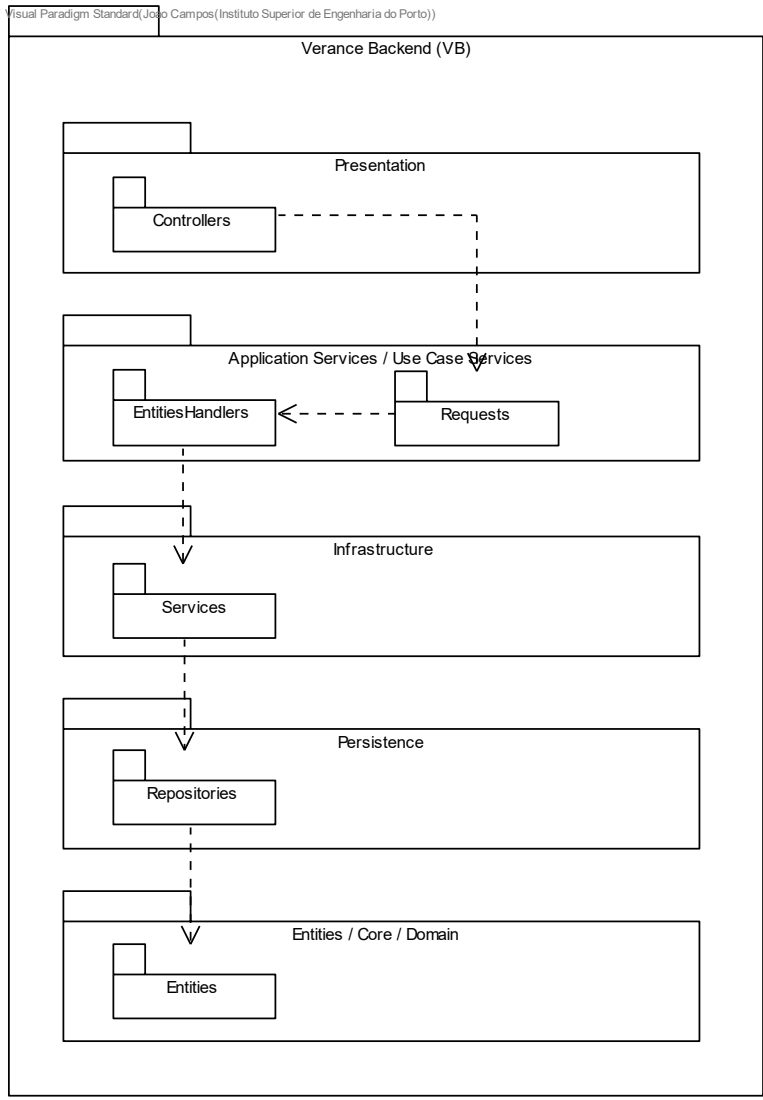 Visual Paradigm Standard(João Campos(Instituto Superior de Engenharia do Porto))
Verance Backend (VB)
Presentation
Controllers
Application Services / Use Case Services
EntitiesHandlers
Requests
Infrastructure
Services
Persistence
Repositories
Entities / Core / Domain
Entities